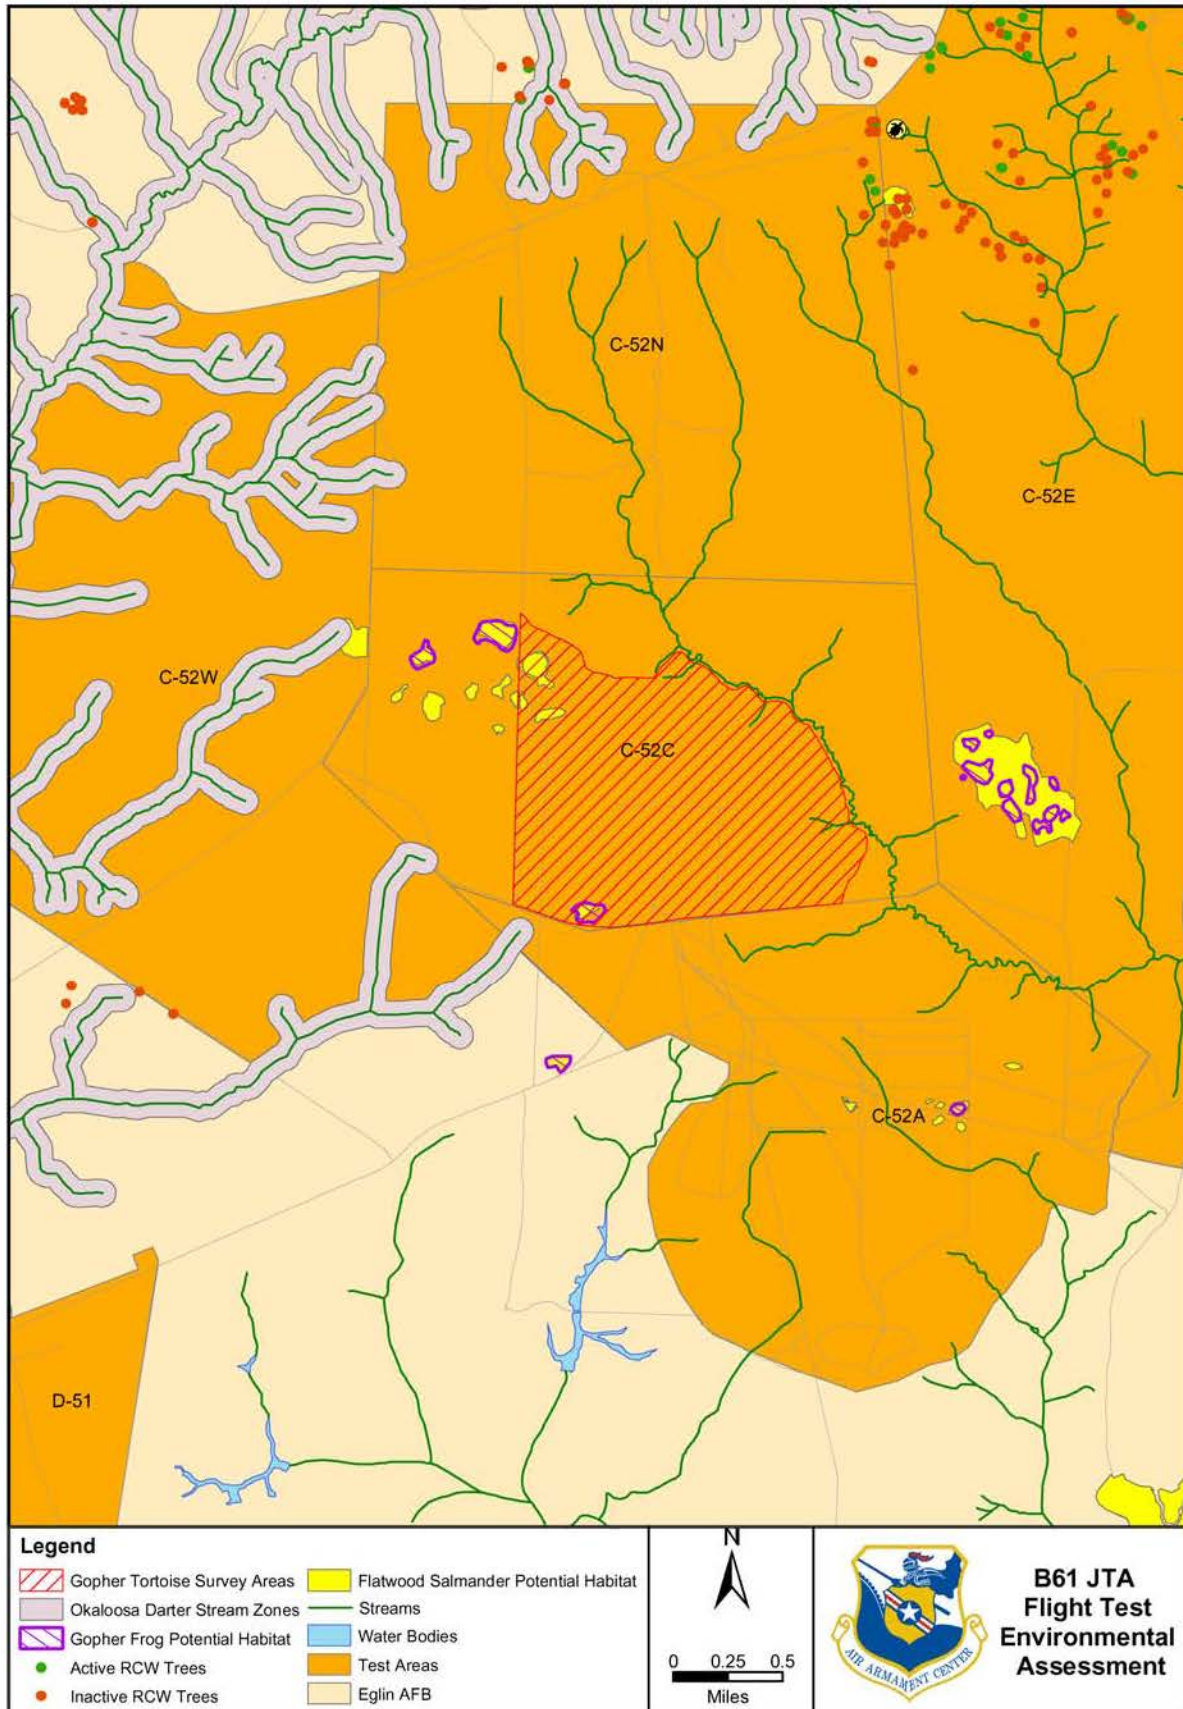 C-52N
C-52E
C-52W
C-52C
C-52A
D-51
Legend
Gopher Tortoise Survey Areas
Okaloosa Darter Stream Zones
Gopher Frog Potential Habitat
Active RCW Trees
Inactive RCW Trees
Flatwood Salmander Potential Habitat
Streams
Water Bodies
Test Areas
Eglin AFB
N
0 0.25 0.5
Miles
AIR ARMAMENT CENTER
B61 JTA
Flight Test
Environmental
Assessment